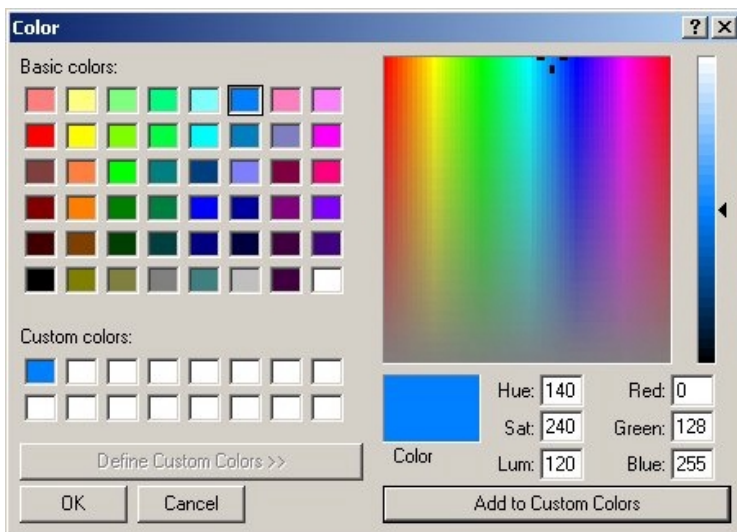 Color
Basic colors:
Custom colors:
Define Custom Colors >>
OK Cancel
Color
Hue: 140 Red: 0
Sat: 240 Green: 128
Lum: 120 Blue: 255
Add to Custom Colors